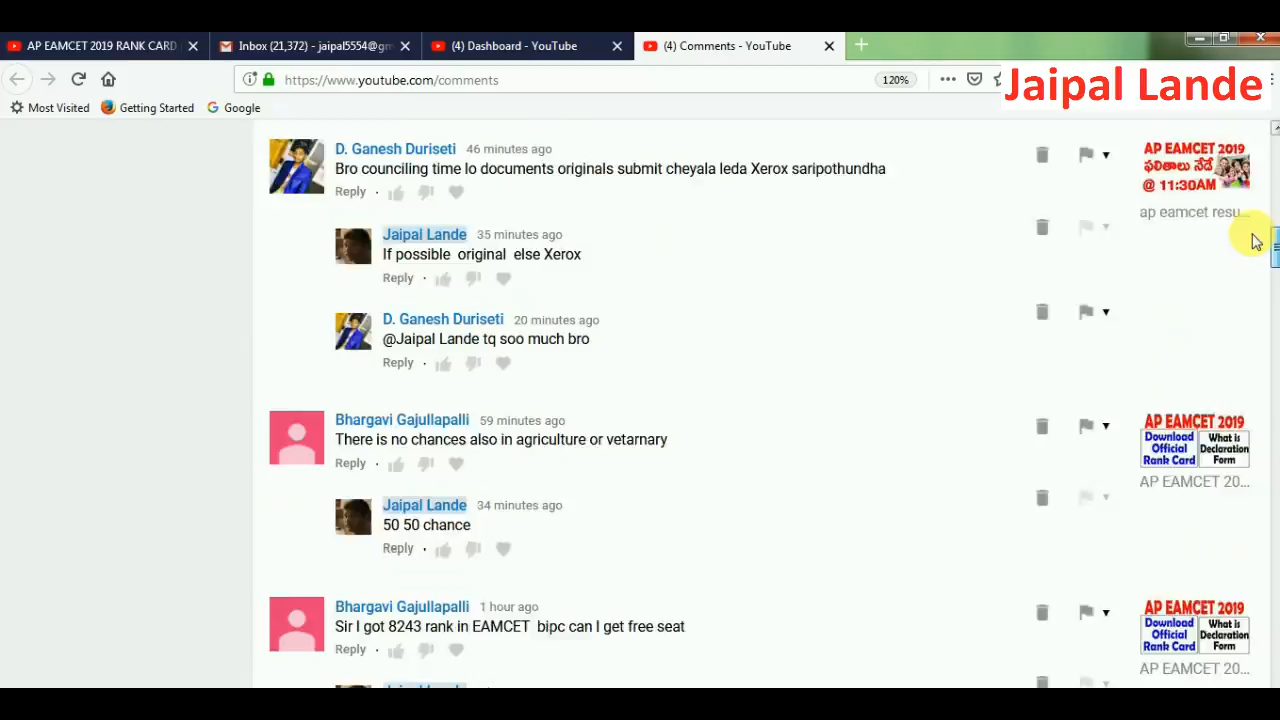 AP EAMCET 2019 RANK CARD
Inbox (21,372) - jaipal5554@gm
(4) Dashboard - YouTube
(4) Comments - YouTube
https://www.youtube.com/comments
120%
Jaipal Lande
Most Visited
Getting Started
Google
D. Ganesh Duriseti 46 minutes ago
Bro counciling time lo documents originals submit cheyala leda Xerox saripothundha
Reply
AP EAMCET 2019
ఫలితాలు నేడే
@ 11:30AM
ap eamcet resu...
Jaipal Lande 35 minutes ago
If possible original else Xerox
Reply
D. Ganesh Duriseti 20 minutes ago
@Jaipal Lande tq soo much bro
Reply
Bhargavi Gajullapalli 59 minutes ago
There is no chances also in agriculture or vetarnary
Reply
AP EAMCET 2019
Download Official Rank Card
What is Declaration Form
AP EAMCET 20...
Jaipal Lande 34 minutes ago
50 50 chance
Reply
Bhargavi Gajullapalli 1 hour ago
Sir I got 8243 rank in EAMCET bipc can I get free seat
Reply
AP EAMCET 2019
Download Official Rank Card
What is Declaration Form
AP EAMCET 20...